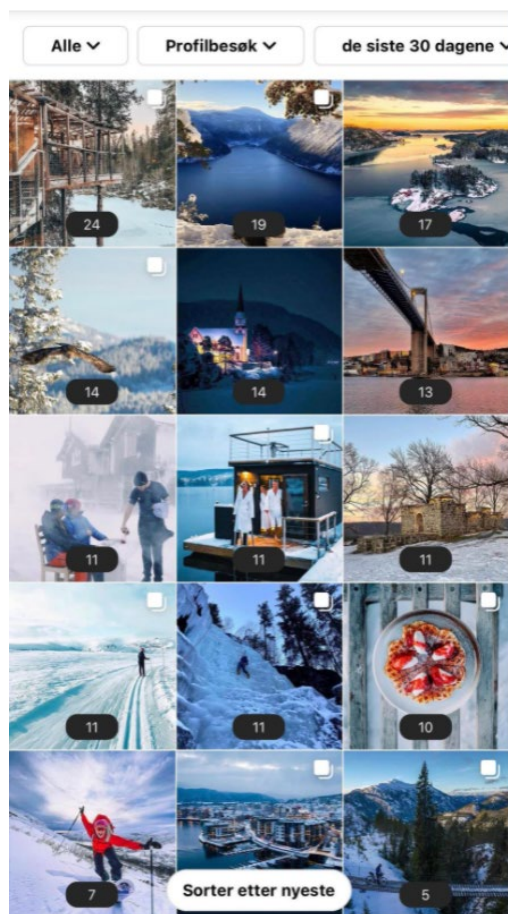 Alle Profilbesøk de siste 30 dagene
24 19 17
14 14 13
11 11 11
11 11 10
7 5
Sorter etter nyeste